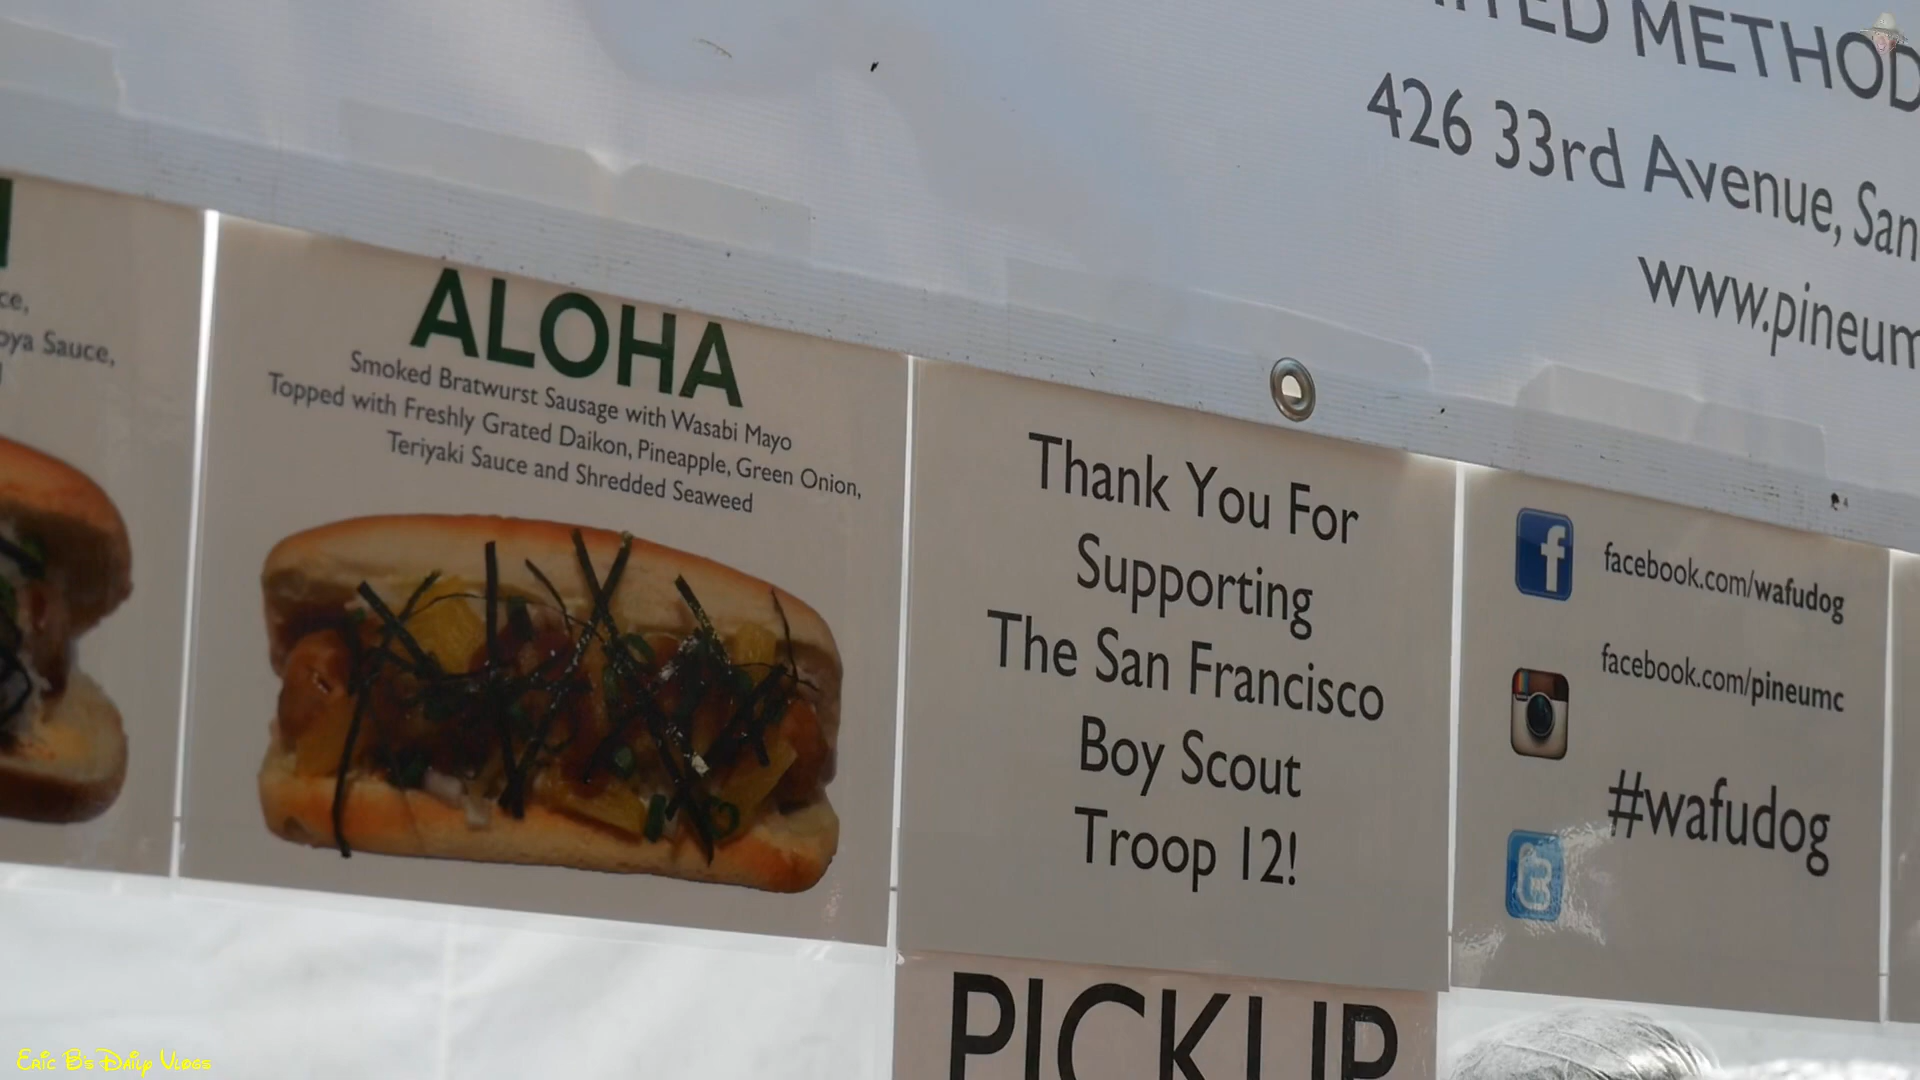 METHOD
426 33rd Avenue, San
www.pineum
ce,
oya Sauce,
ALOHA
Smoked Bratwurst Sausage with Wasabi Mayo
Topped with Freshly Grated Daikon, Pineapple, Green Onion,
Teriyaki Sauce and Shredded Seaweed
Thank You For
Supporting
The San Francisco
Boy Scout
Troop 12!
facebook.com/wafudog
facebook.com/pineumc
#wafudog
PICKUP
Eric B's Daily Vlogs